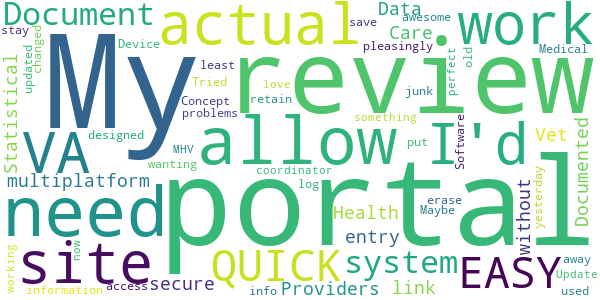 Document
actual
work
Data
awesome
save
stay
Device
Care
pleasingly
old
My
review
updated
changed
least
Tried
love
perfect
Medical
Statistical
Concept
retain
junk
problems
VA
allow
I'd
designed
MHV
something
put
Software
Vet
Documented
wanting
coordinator
multiplatform
log
need
portal
erase
Maybe
without
yesterday
Health
entry
site
now
QUICK
system
EASY
away
Update
working
information
access
secure
info
Providers
link
used